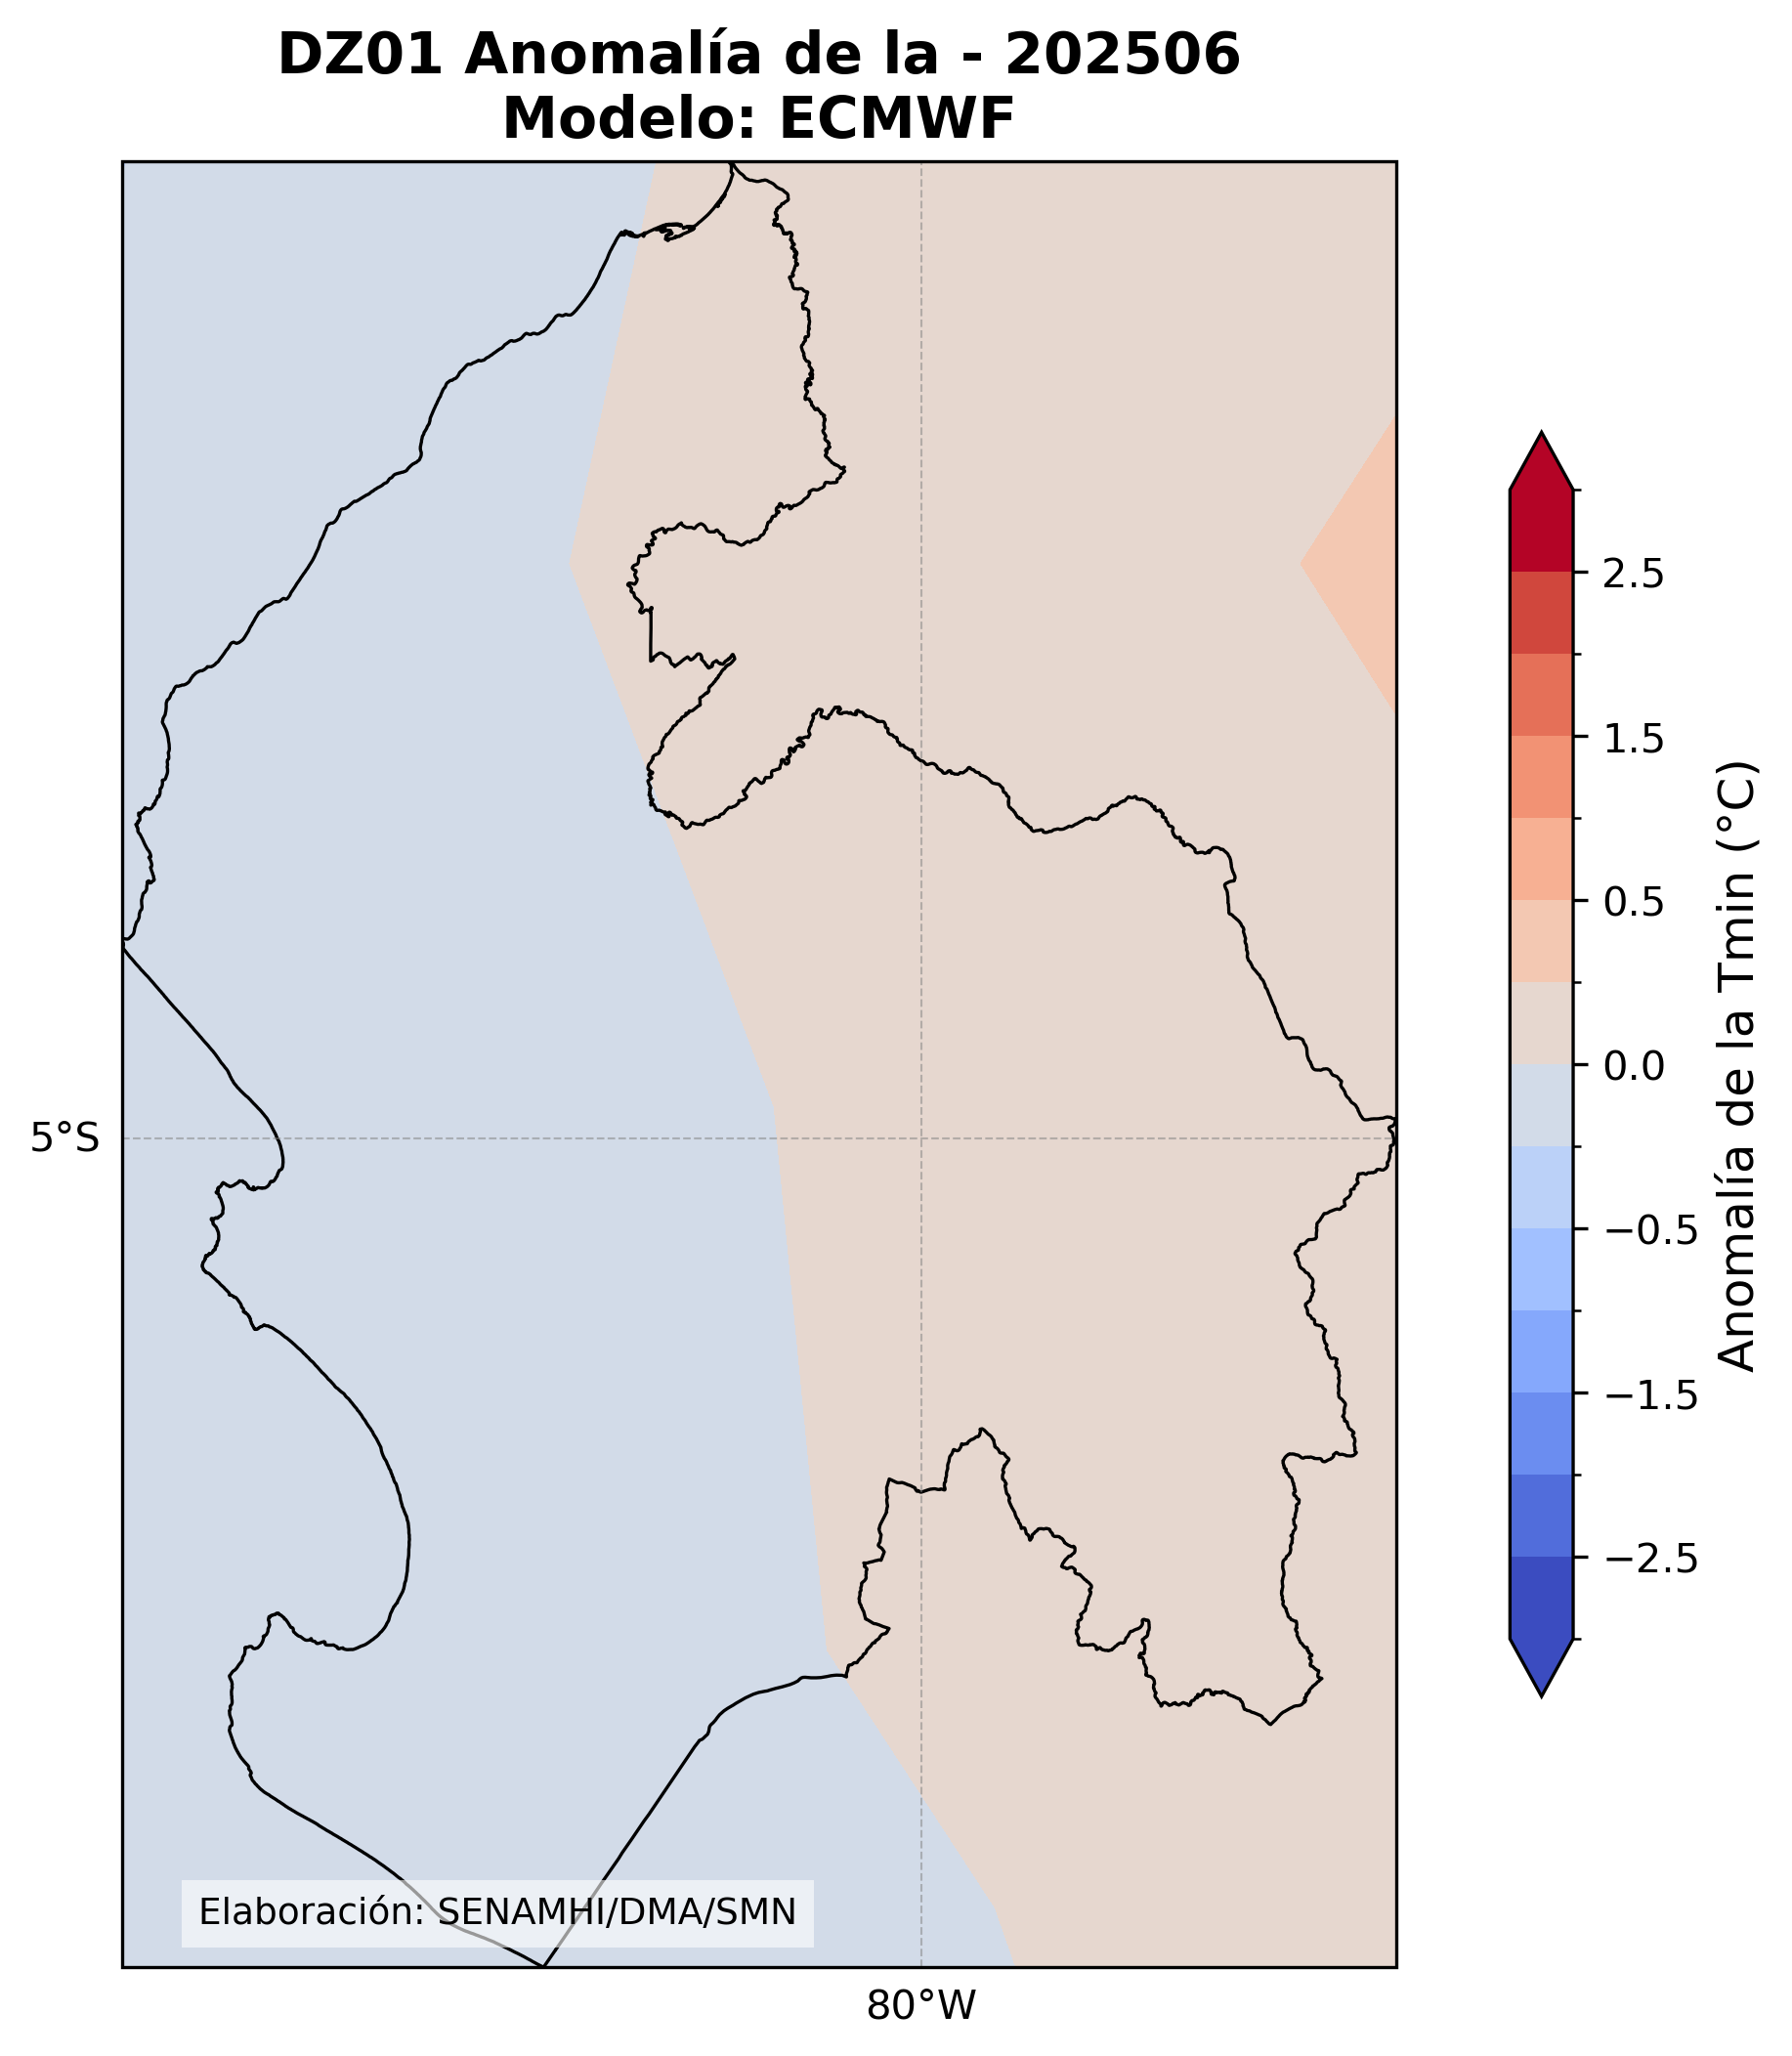 DZ01 Anomalía de la - 202506
Modelo: ECMWF
2.5
1.5
0.5
0.0
−0.5
−1.5
−2.5
Anomalía de la Tmin (°C)
5°S
80°W
Elaboración: SENAMHI/DMA/SMN